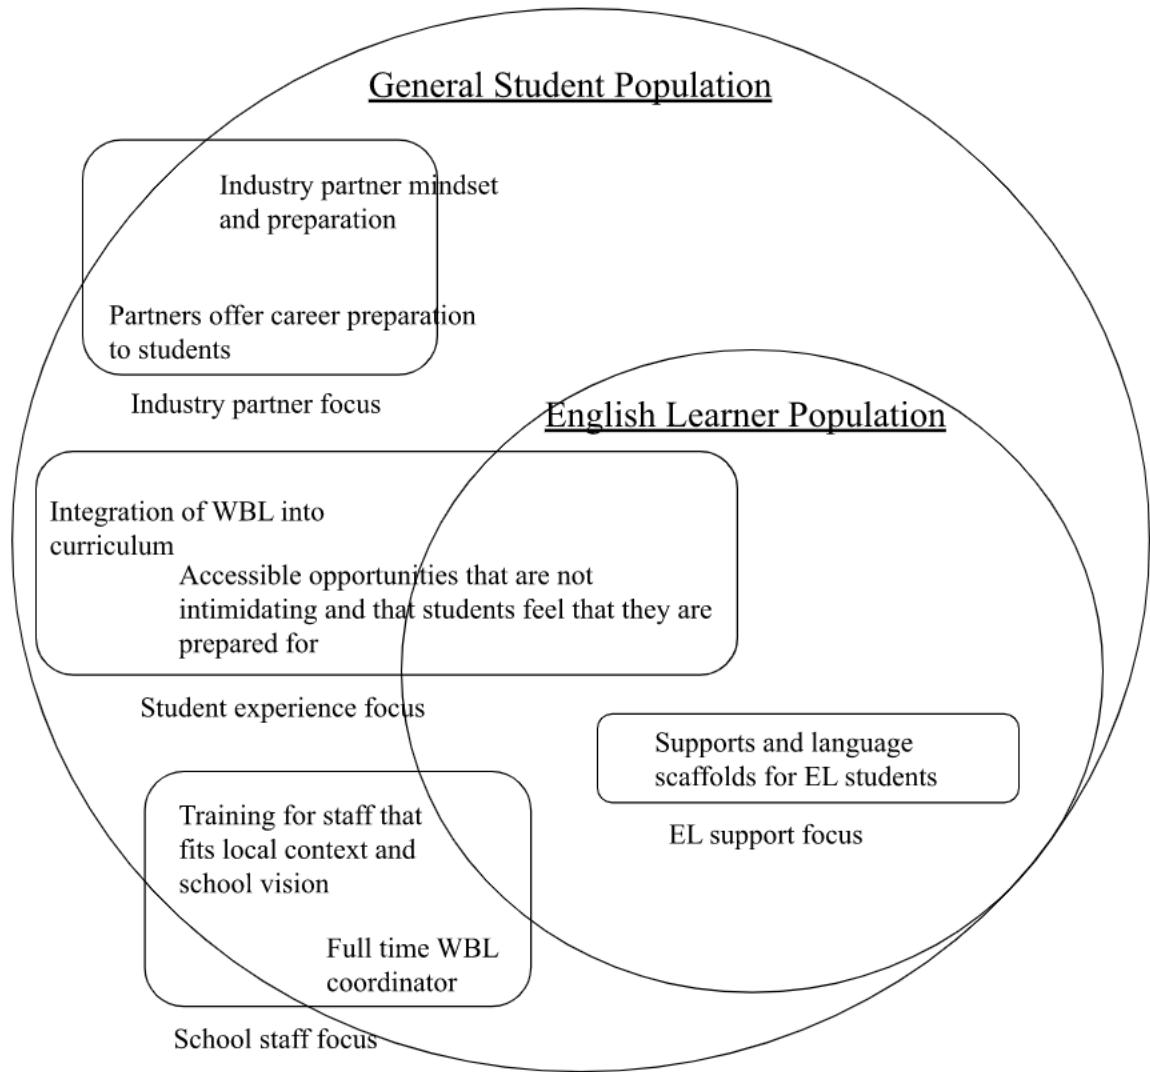 General Student Population
Industry partner mindset
and preparation
Partners offer career preparation
to students
Industry partner focus
English Learner Population
Integration of WBL into
curriculum
Accessible opportunities that are not
intimidating and that students feel that they are
prepared for
Student experience focus
Supports and language
scaffolds for EL students
EL support focus
Training for staff that
fits local context and
school vision
Full time WBL
coordinator
School staff focus